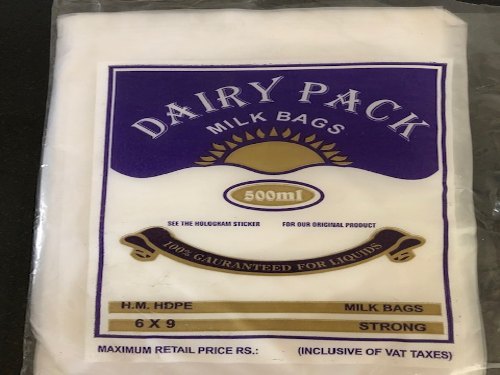 DAIRY PACK
MILK BAGS
500ml
SEE THE HOLOGRAM STICKER FOR OUR ORIGINAL PRODUCT
100% GAURANTEED FOR LIQUIDS
H.M. HDPE MILK BAGS
6 X 9 STRONG
MAXIMUM RETAIL PRICE RS.: (INCLUSIVE OF VAT TAXES)